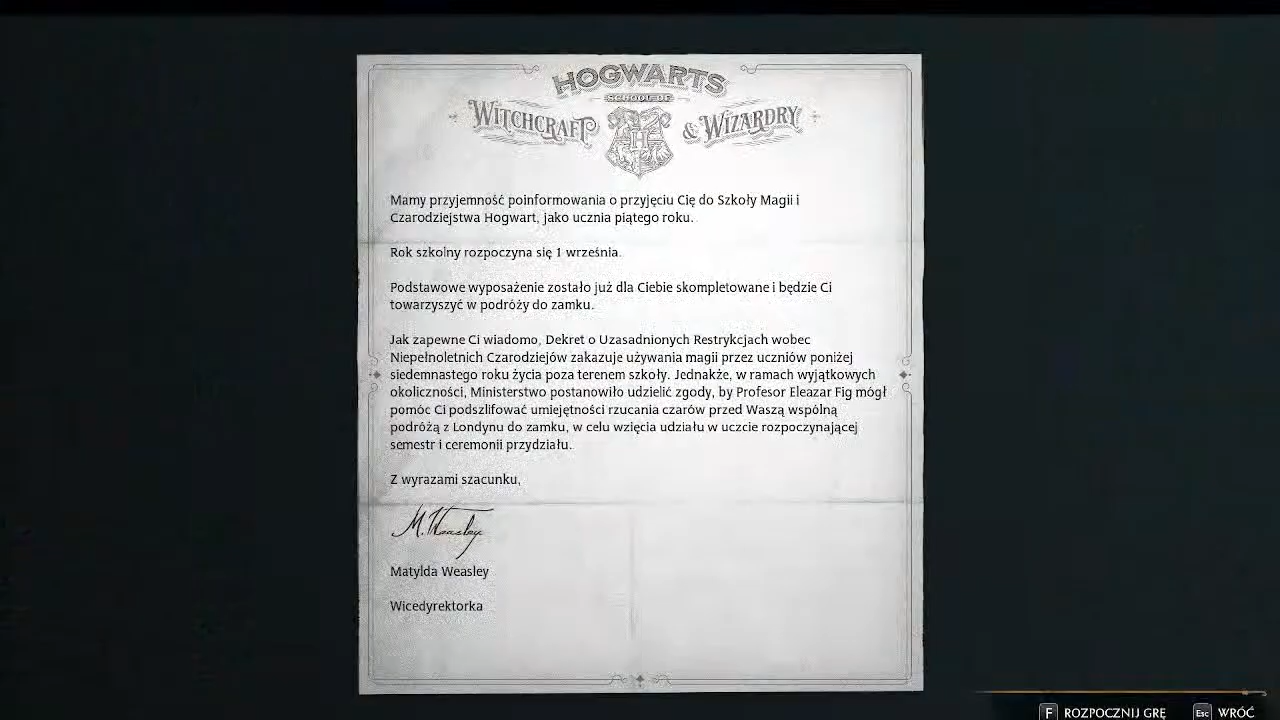 HOGWARTS
SCHOOL OF
WITCHCRAFT & WIZARDRY
H
Mamy przyjemność poinformowania o przyjęciu Cię do Szkoły Magii i
Czarodziejstwa Hogwart, jako ucznia piątego roku.
Rok szkolny rozpoczyna się 1 września.
Podstawowe wyposażenie zostało już dla Ciebie skompletowane i będzie Ci
towarzyszyć w podróży do zamku.
Jak zapewne Ci wiadomo, Dekret o Uzasadnionych Restrykcjach wobec
Niepełnoletnich Czarodziejów zakazuje używania magii przez uczniów poniżej
siedemnastego roku życia poza terenem szkoły. Jednakże, w ramach wyjątkowych
okoliczności, Ministerstwo postanowiło udzielić zgody, by Profesor Eleazar Fig mógł
pomóc Ci podszlifować umiejętności rzucania czarów przed Waszą wspólną
podróżą z Londynu do zamku, w celu wzięcia udziału w uczcie rozpoczynającej
semestr i ceremonii przydziału.
Z wyrazami szacunku,
M. Weasley
Matylda Weasley
Wicedyrektorka
F ROZPOCZNIJ GRĘ Esc WRÓĆ